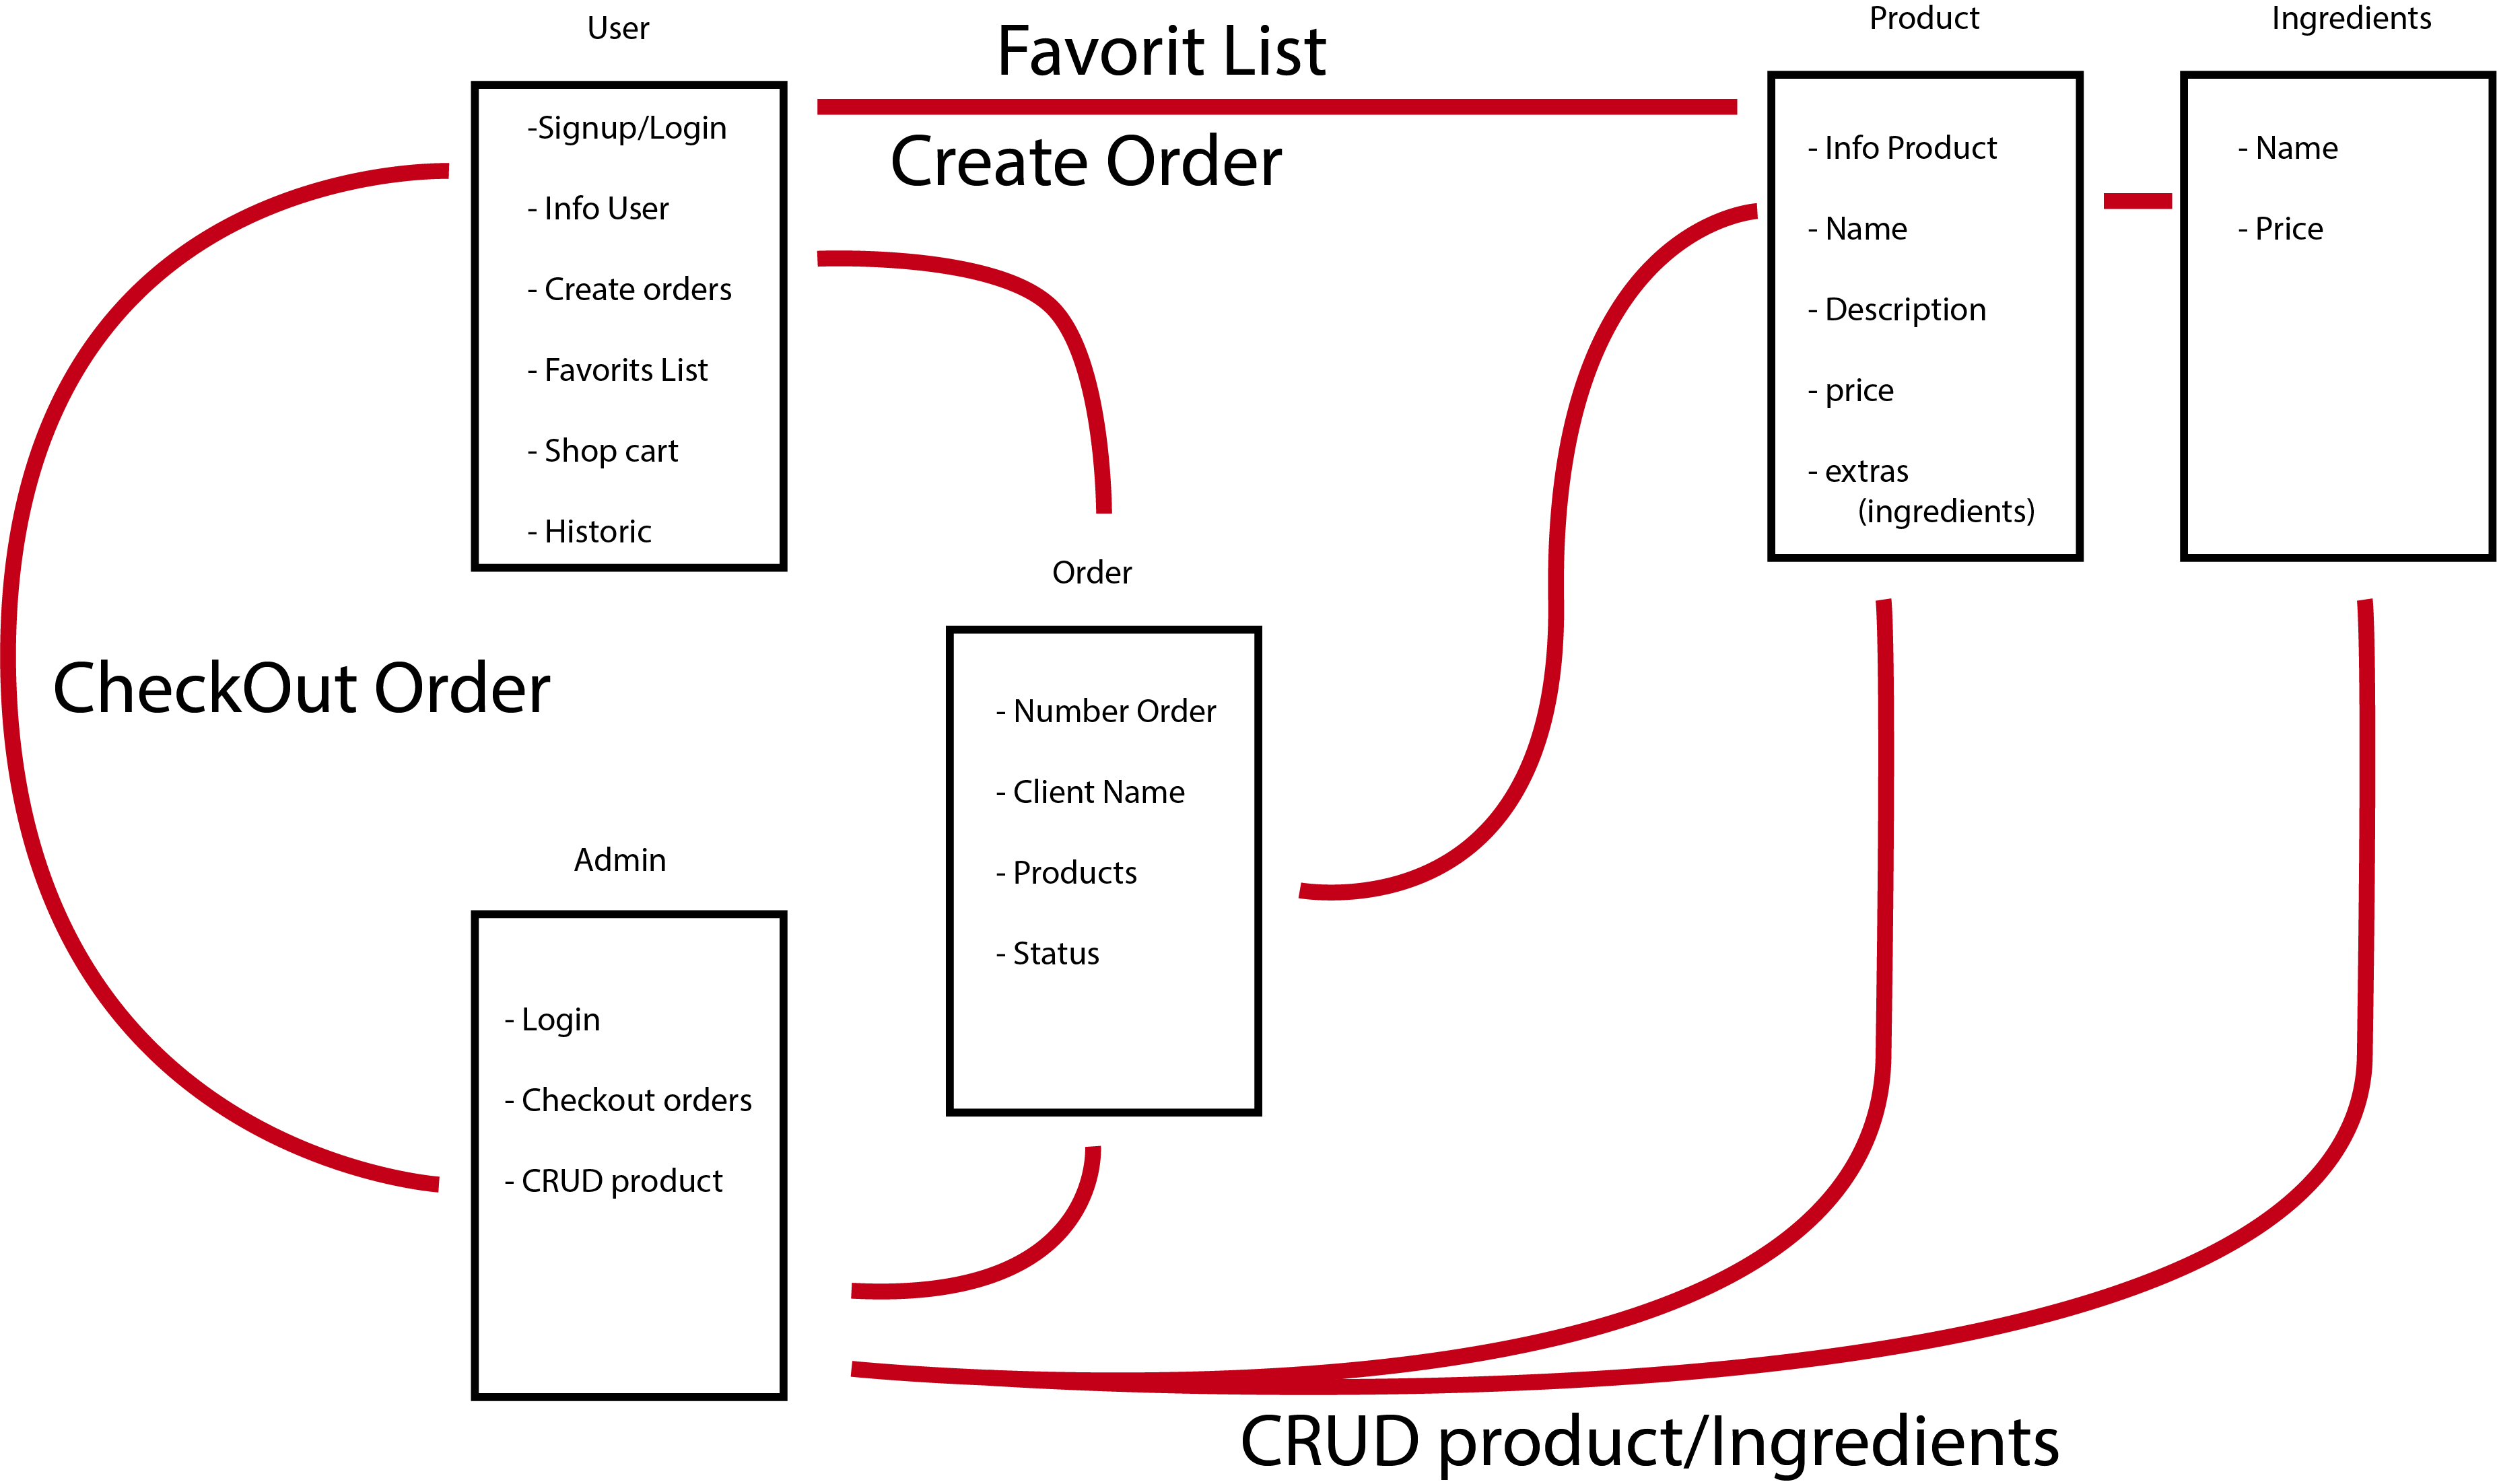 User
-Signup/Login
- Info User
- Create orders
- Favorits List
- Shop cart
- Historic
Favorit List
Create Order
Product
- Info Product
- Name
- Description
- price
- extras
(ingredients)
Ingredients
- Name
- Price
CheckOut Order
Order
- Number Order
- Client Name
- Products
- Status
Admin
- Login
- Checkout orders
- CRUD product
CRUD product/Ingredients